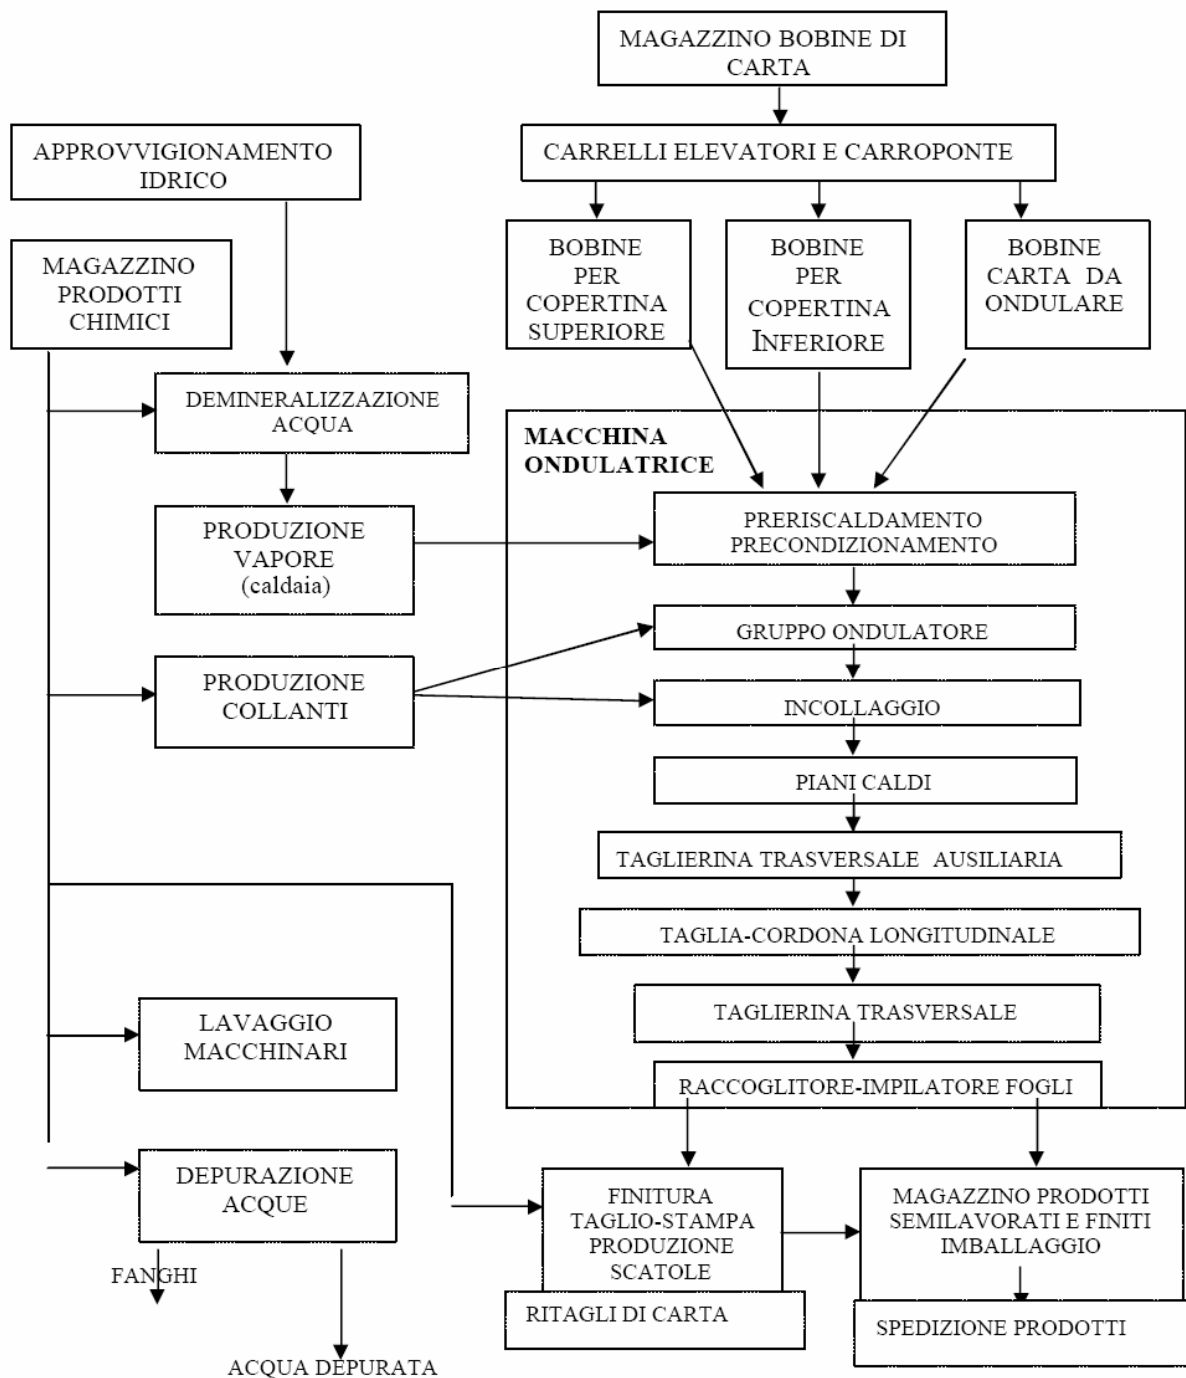 MAGAZZINO BOBINE DI
CARTA
CARRELLI ELEVATORI E CARROPONTE
APPROVVIGIONAMENTO
IDRICO
MAGAZZINO
PRODOTTI
CHIMICI
BOBINE
PER
COPERTINA
SUPERIORE
BOBINE
PER
COPERTINA
INFERIORE
BOBINE
CARTA DA
ONDULARE
DEMINERALIZZAZIONE
ACQUA
MACCHINA
ONDULATRICE
PRODUZIONE
VAPORE
(caldaia)
PRERISCALDAMENTO
PRECONDIZIONAMENTO
GRUPPO ONDULATORE
PRODUZIONE
COLLANTI
INCOLLAGGIO
PIANI CALDI
TAGLIERINA TRASVERSALE AUSILIARIA
TAGLIA-CORDONA LONGITUDINALE
TAGLIERINA TRASVERSALE
LAVAGGIO
MACCHINARI
RACCOGLITORE-IMPILATORE FOGLI
DEPURAZIONE
ACQUE
FINITURA
TAGLIO-STAMPA
PRODUZIONE
SCATOLE
MAGAZZINO PRODOTTI
SEMILAVORATI E FINITI
IMBALLAGGIO
FANGHI
RITAGLI DI CARTA
SPEDIZIONE PRODOTTI
ACQUA DEPURATA